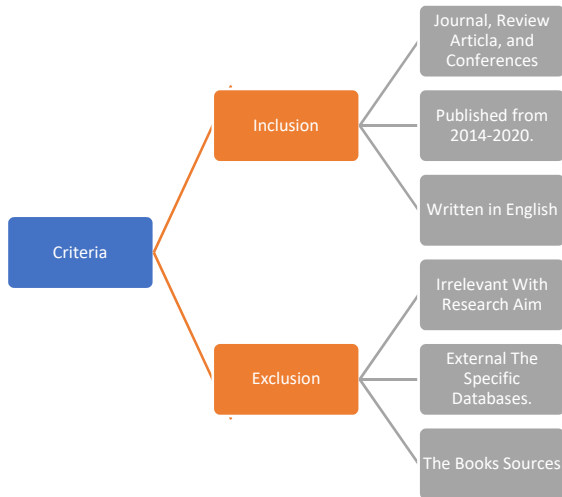 Journal, Review
Articla, and
Conferences
Inclusion
Published from
2014-2020.
Written in English
Criteria
Irrelevant With
Research Aim
Exclusion
External The
Specific
Databases.
The Books Sources